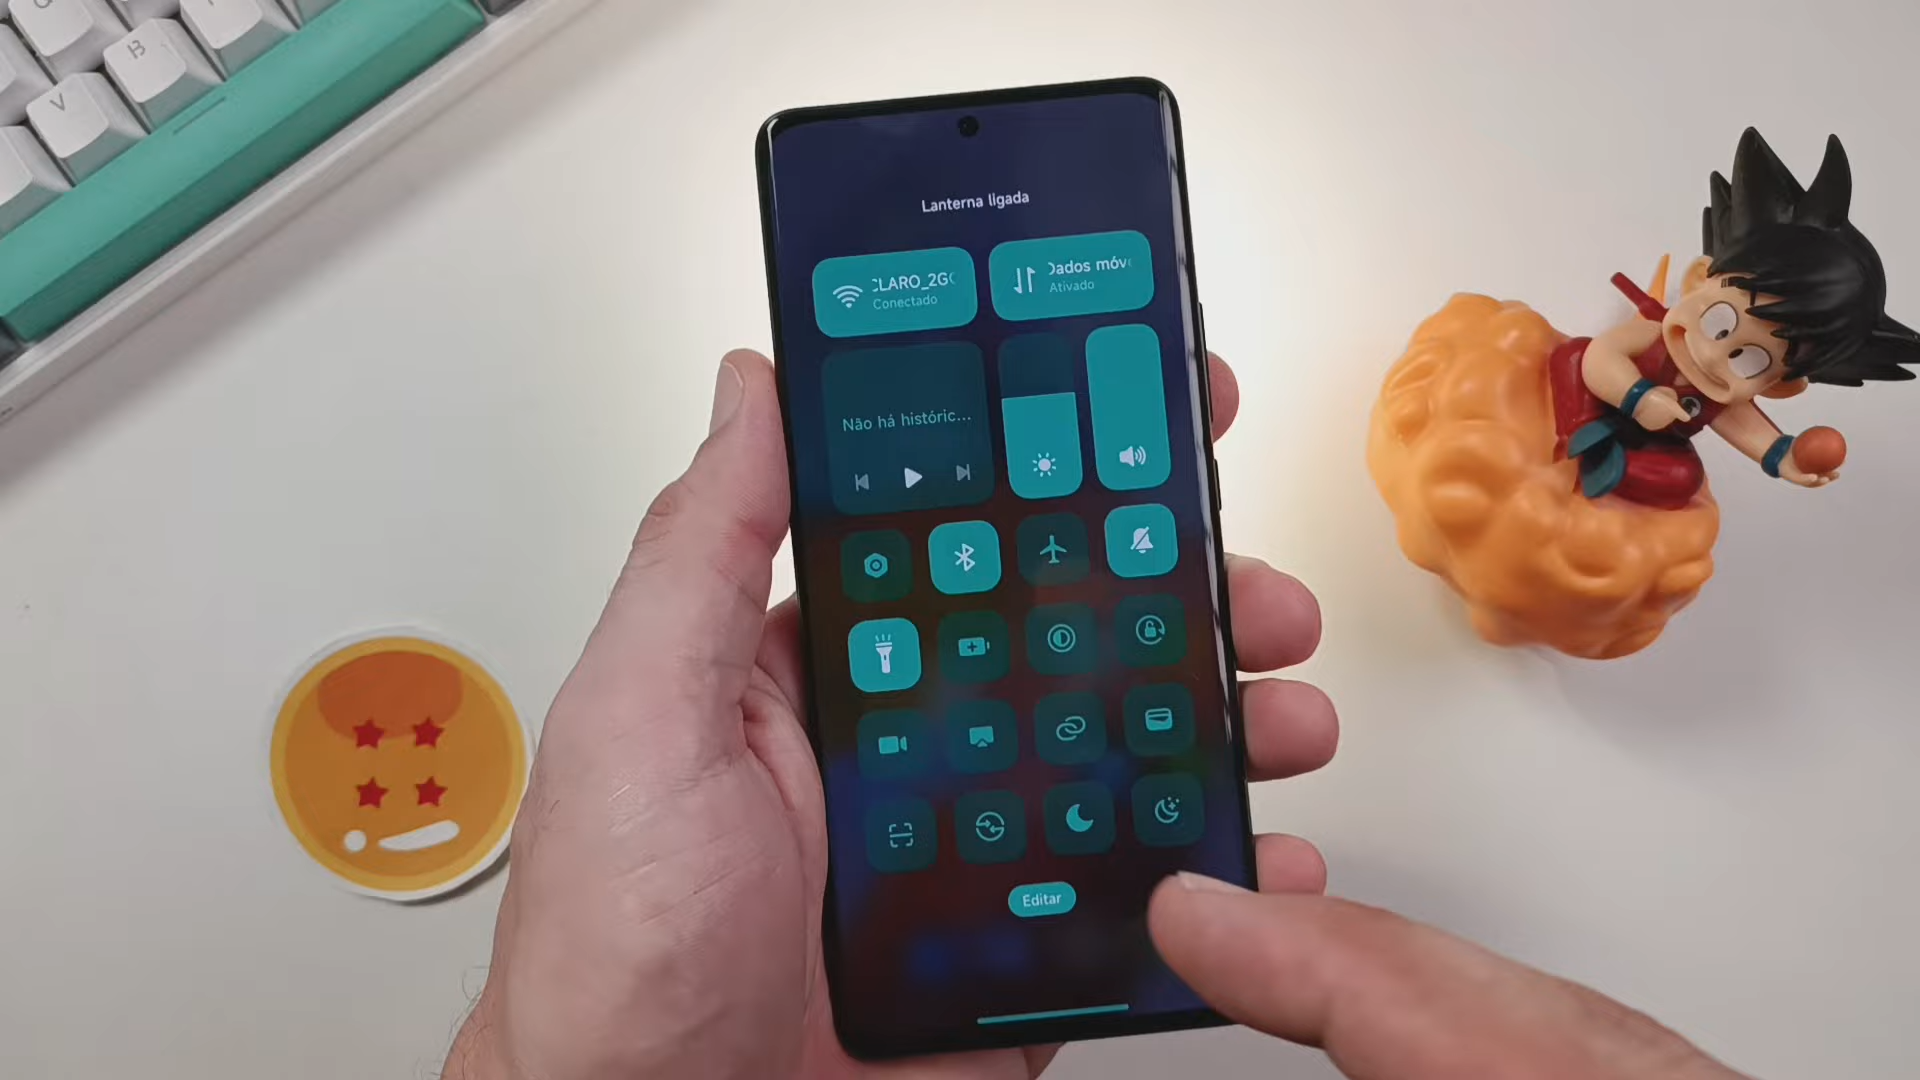 B
V
Lanterna ligada
CLARO_2G
Conectado
Dados móv
Ativado
Não há históric...
Editar